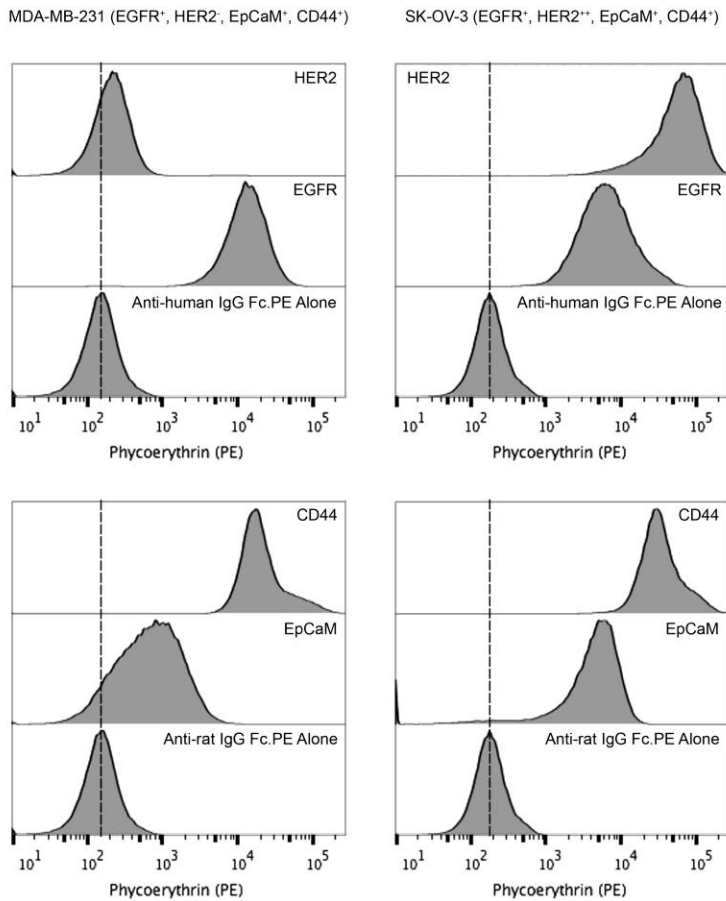 MDA-MB-231 (EGFR⁺, HER2⁻, EpCaM⁺, CD44⁺)
SK-OV-3 (EGFR⁺, HER2⁺⁺, EpCaM⁺, CD44⁺)
HER2
EGFR
Anti-human IgG Fc.PE Alone
10¹ 10² 10³ 10⁴ 10⁵
Phycoerythrin (PE)
HER2
EGFR
Anti-human IgG Fc.PE Alone
10¹ 10² 10³ 10⁴ 10⁵
Phycoerythrin (PE)
CD44
EpCaM
Anti-rat IgG Fc.PE Alone
10¹ 10² 10³ 10⁴ 10⁵
Phycoerythrin (PE)
CD44
EpCaM
Anti-rat IgG Fc.PE Alone
10¹ 10² 10³ 10⁴ 10⁵
Phycoerythrin (PE)